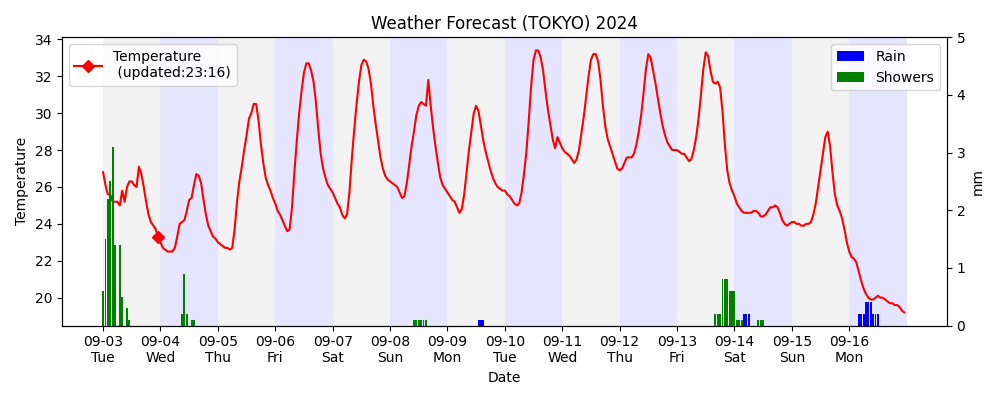 Weather Forecast (TOKYO) 2024
Temperature
(updated:23:16)
Rain
Showers
34
32
30
28
26
24
22
20
Temperature
5
4
3
2
1
0
mm
09-03 09-04 09-05 09-06 09-07 09-08 09-09 09-10 09-11 09-12 09-13 09-14 09-15 09-16
Tue Wed Thu Fri Sat Sun Mon Tue Wed Thu Fri Sat Sun Mon
Date